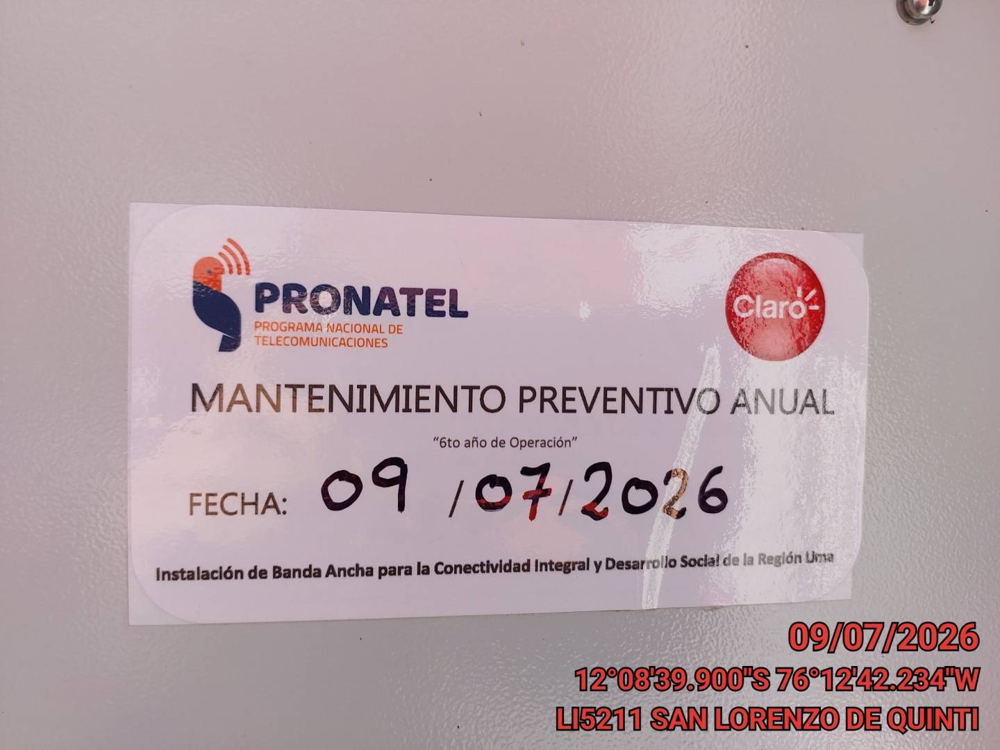 PRONATEL
PROGRAMA NACIONAL DE
TELECOMUNICACIONES
Claro
MANTENIMIENTO PREVENTIVO ANUAL
“6to año de Operación”
FECHA: 09 / 07 / 2026
Instalación de Banda Ancha para la Conectividad Integral y Desarrollo Social de la Región Lima
09/07/2026
12°08'39.900"S 76°12'42.234"W
LI5211 SAN LORENZO DE QUINTI